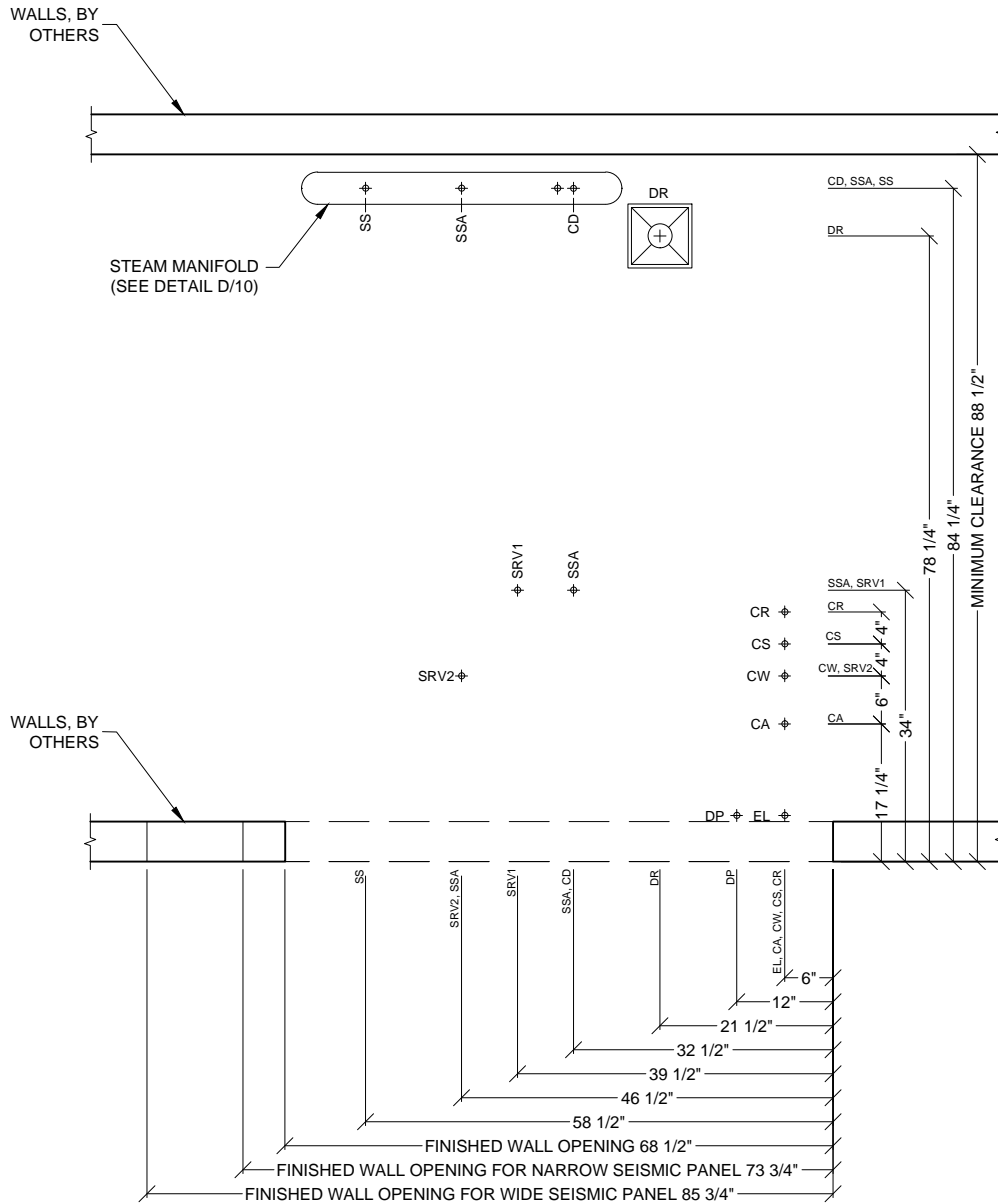 WALLS, BY
OTHERS
SS
SSA
CD
DR
STEAM MANIFOLD
(SEE DETAIL D/10)
CD, SSA, SS
DR
MINIMUM CLEARANCE 88 1/2"
84 1/4"
78 1/4"
SRV1
SSA
SSA, SRV1
CR
CR
4"
CS
CS
4"
SRV2
CW
CW, SRV2
6"
34"
CA
CA
17 1/4"
WALLS, BY
OTHERS
DP
EL
SS
SRV2, SSA
SRV1
SSA, CD
DR
DP
EL, CA, CW, CS, CR
6"
12"
21 1/2"
32 1/2"
39 1/2"
46 1/2"
58 1/2"
FINISHED WALL OPENING 68 1/2"
FINISHED WALL OPENING FOR NARROW SEISMIC PANEL 73 3/4"
FINISHED WALL OPENING FOR WIDE SEISMIC PANEL 85 3/4"